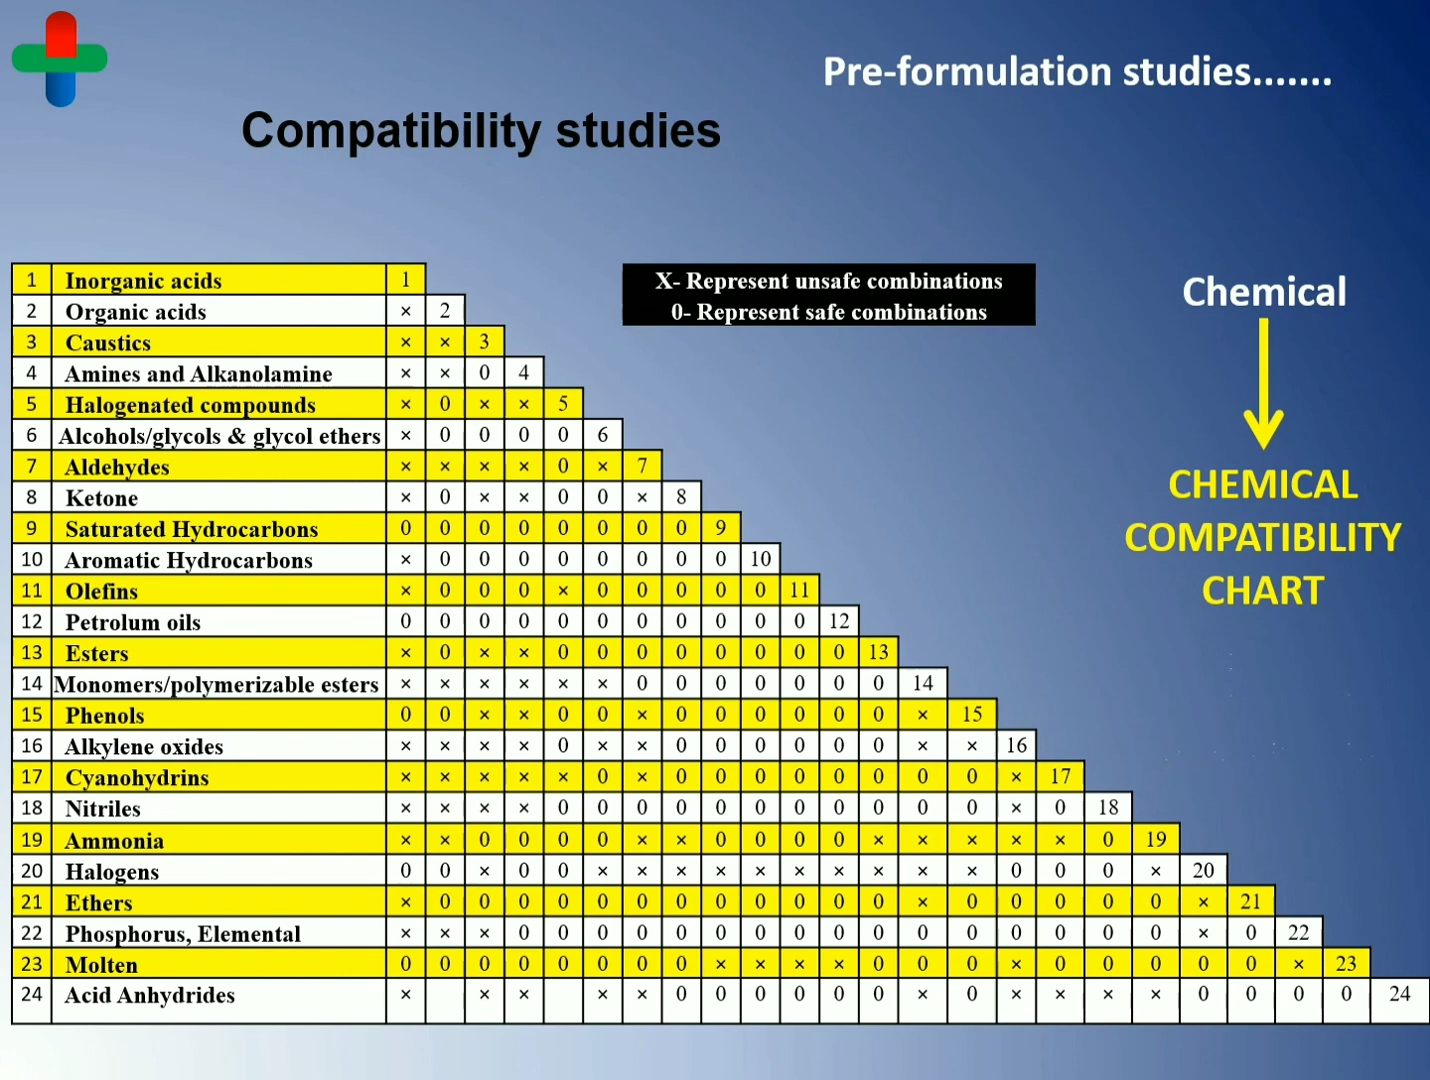 Pre-formulation studies.......
Compatibility studies
X- Represent unsafe combinations
0- Represent safe combinations
Chemical
CHEMICAL
COMPATIBILITY
CHART
1 Inorganic acids 1
2 Organic acids × 2
3 Caustics × × 3
4 Amines and Alkanolamine × × 0 4
5 Halogenated compounds × 0 × × 5
6 Alcohols/glycols & glycol ethers × 0 0 0 0 6
7 Aldehydes × × × × 0 × 7
8 Ketone × 0 × × 0 0 × 8
9 Saturated Hydrocarbons 0 0 0 0 0 0 0 0 9
10 Aromatic Hydrocarbons × 0 0 0 0 0 0 0 0 10
11 Olefins × 0 0 0 × 0 0 0 0 0 11
12 Petrolum oils 0 0 0 0 0 0 0 0 0 0 0 12
13 Esters × 0 × × 0 0 0 0 0 0 0 0 13
14 Monomers/polymerizable esters × × × × × × 0 0 0 0 0 0 0 14
15 Phenols 0 0 × × 0 0 × 0 0 0 0 0 0 × 15
16 Alkylene oxides × × × × 0 × × 0 0 0 0 0 0 × × 16
17 Cyanohydrins × × × × × 0 × 0 0 0 0 0 0 0 0 × 17
18 Nitriles × × × × 0 0 0 0 0 0 0 0 0 0 0 × 0 18
19 Ammonia × × 0 0 0 0 × × 0 0 0 0 × × × × × 0 19
20 Halogens 0 0 × 0 0 × × × × × × × × × × 0 0 0 × 20
21 Ethers × 0 0 0 0 0 0 0 0 0 0 0 0 × 0 0 0 0 0 × 21
22 Phosphorus, Elemental × × × 0 0 0 0 0 0 0 0 0 0 0 0 0 0 0 0 × 0 22
23 Molten 0 0 0 0 0 0 0 0 × × × × 0 0 0 × 0 0 0 0 0 × 23
24 Acid Anhydrides × × × × × 0 0 0 0 0 0 × 0 × × × × 0 0 0 0 24